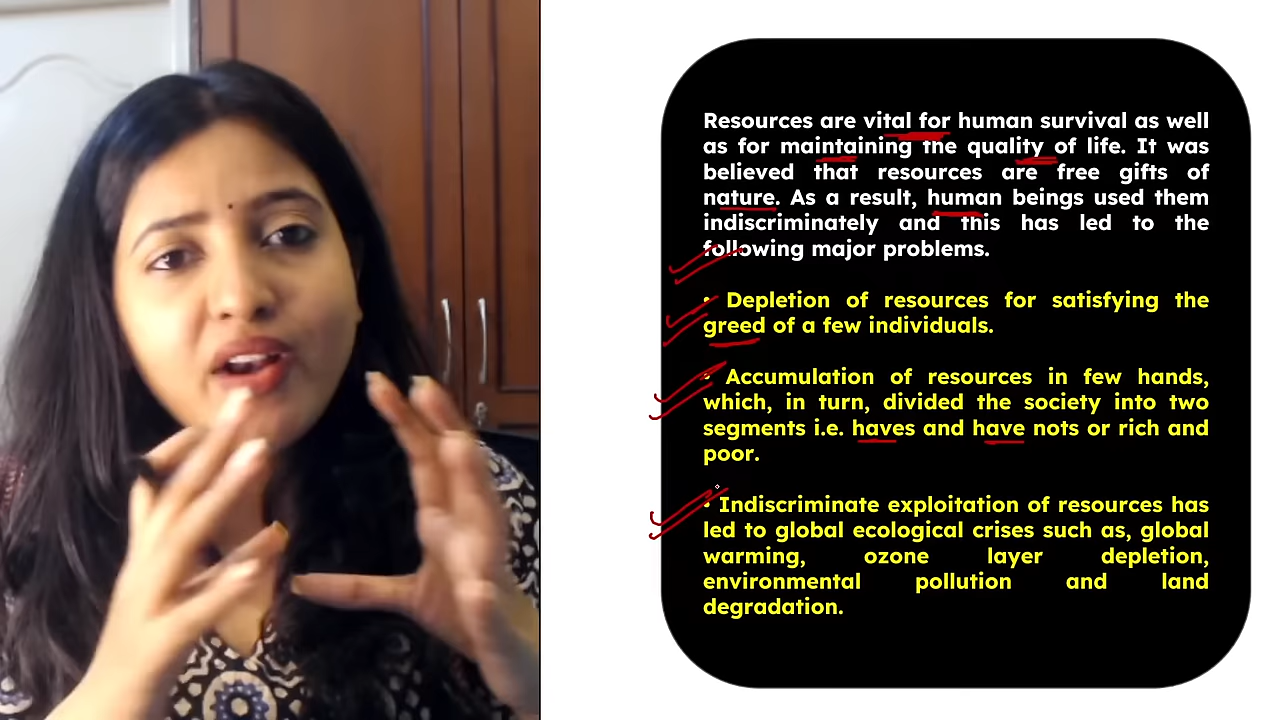 Resources are vital for human survival as well
as for maintaining the quality of life. It was
believed that resources are free gifts of
nature. As a result, human beings used them
indiscriminately and this has led to the
following major problems.
• Depletion of resources for satisfying the
greed of a few individuals.
• Accumulation of resources in few hands,
which, in turn, divided the society into two
segments i.e. haves and have nots or rich and
poor.
• Indiscriminate exploitation of resources has
led to global ecological crises such as, global
warming, ozone layer depletion,
environmental pollution and land
degradation.